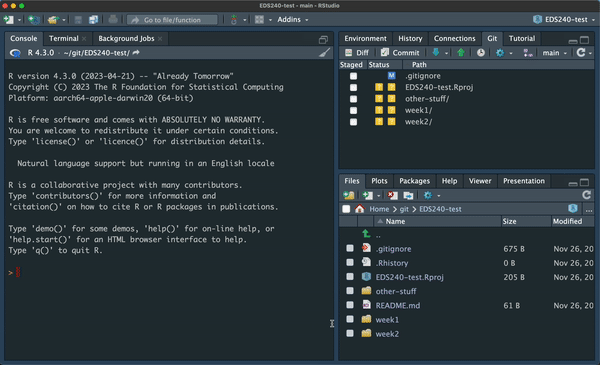 EDS240-test - main - RStudio
Go to file/function
Addins
EDS240-test
Console Terminal Background Jobs
R 4.3.0 · ~/git/EDS240-test/
R version 4.3.0 (2023-04-21) -- "Already Tomorrow"
Copyright (C) 2023 The R Foundation for Statistical Computing
Platform: aarch64-apple-darwin20 (64-bit)
R is free software and comes with ABSOLUTELY NO WARRANTY.
You are welcome to redistribute it under certain conditions.
Type 'license()' or 'licence()' for distribution details.
Natural language support but running in an English locale
R is a collaborative project with many contributors.
Type 'contributors()' for more information and
'citation()' on how to cite R or R packages in publications.
Type 'demo()' for some demos, 'help()' for on-line help, or
'help.start()' for an HTML browser interface to help.
Type 'q()' to quit R.
>
Environment History Connections Git Tutorial
Diff Commit main
Staged Status Path
M .gitignore
? ? EDS240-test.Rproj
? ? other-stuff/
? ? week1/
? ? week2/
Files Plots Packages Help Viewer Presentation
Home > git > EDS240-test ...
Name Size Modified
..
.gitignore 675 B Nov 26, 20
.Rhistory 0 B Nov 26, 20
EDS240-test.Rproj 205 B Nov 26, 20
other-stuff
README.md 61 B Nov 26, 20
week1
week2